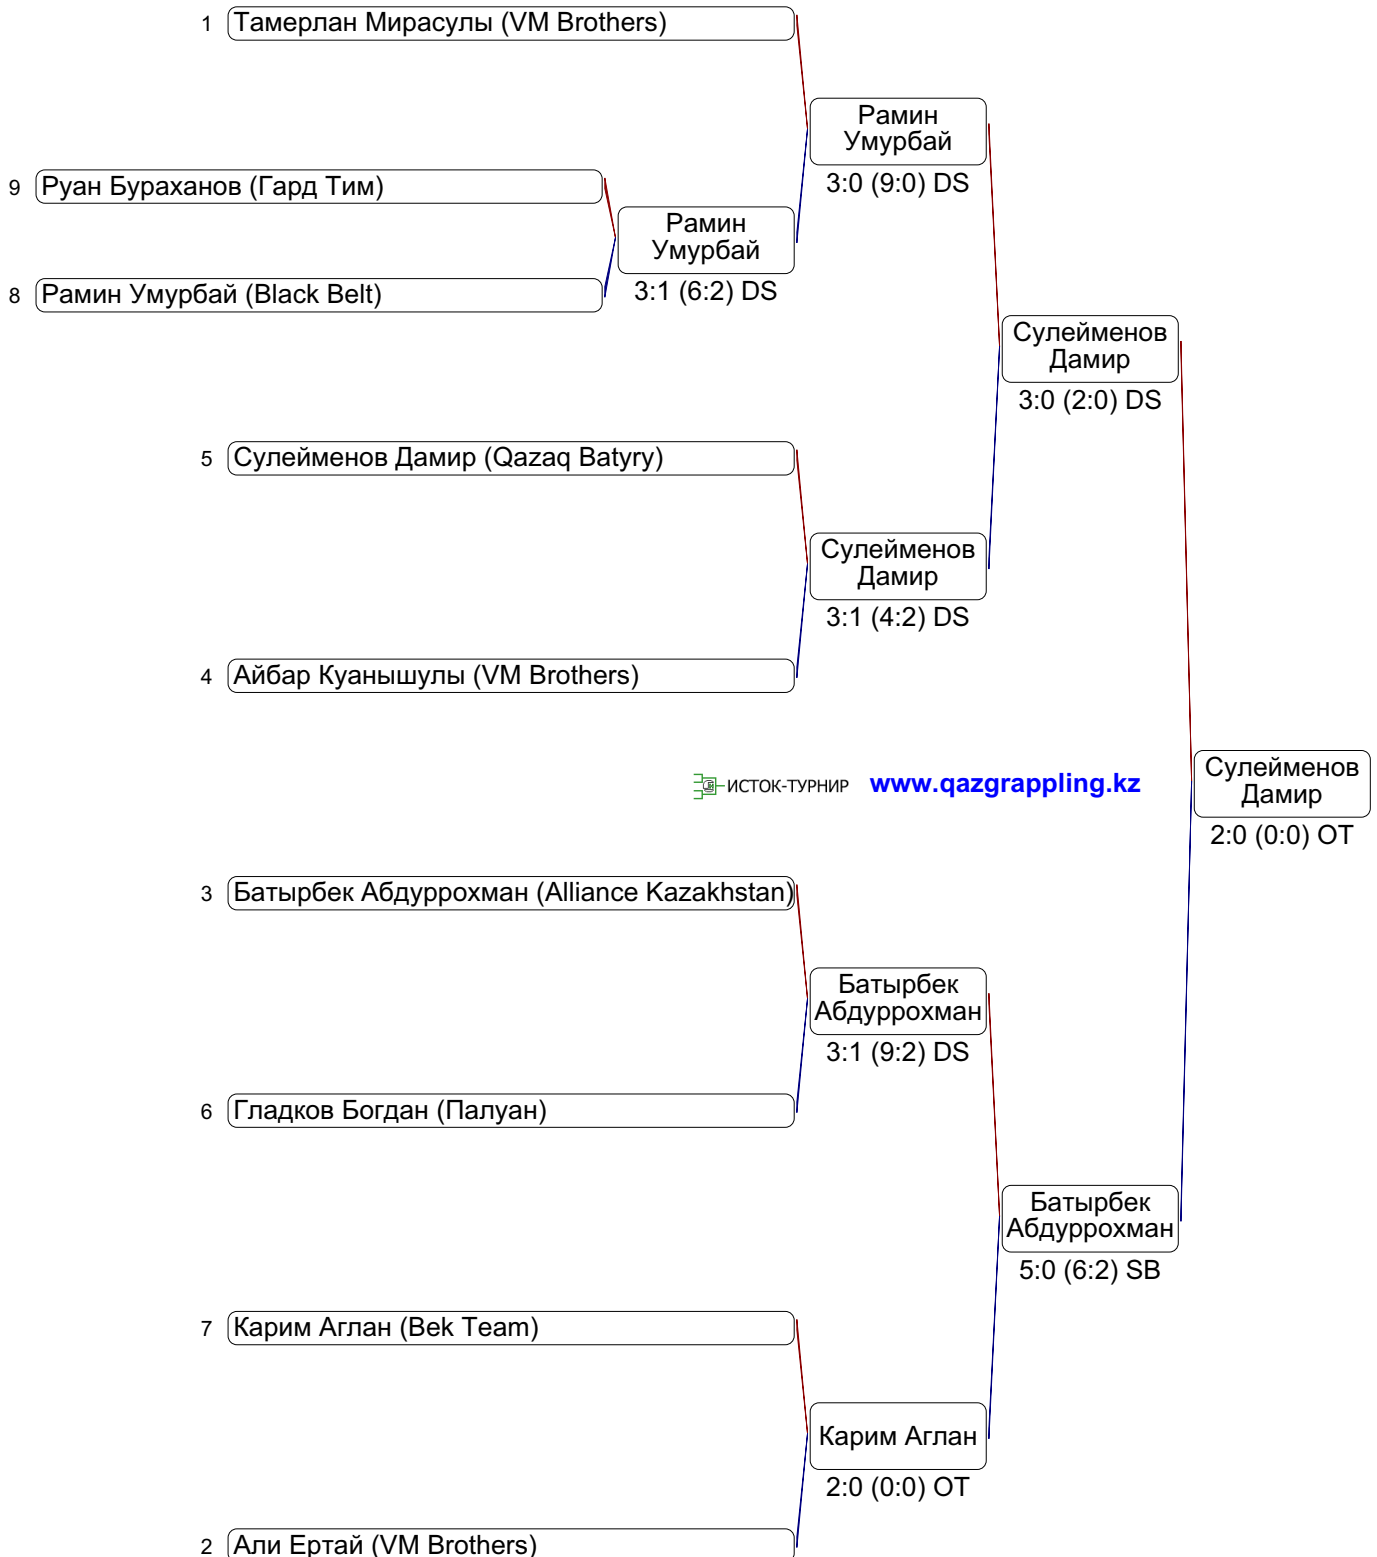 1 Тамерлан Мирасулы (VM Brothers)
Рамин
Умурбай
3:0 (9:0) DS
9 Руан Бураханов (Гард Тим)
Рамин
Умурбай
3:1 (6:2) DS
8 Рамин Умурбай (Black Belt)
Сулейменов
Дамир
3:0 (2:0) DS
5 Сулейменов Дамир (Qazaq Batyry)
Сулейменов
Дамир
3:1 (4:2) DS
4 Айбар Куанышулы (VM Brothers)
ИСТОК-ТУРНИР www.qazgrappling.kz
Сулейменов
Дамир
2:0 (0:0) OT
3 Батырбек Абдуррохман (Alliance Kazakhstan)
Батырбек
Абдуррохман
3:1 (9:2) DS
6 Гладков Богдан (Палуан)
Батырбек
Абдуррохман
5:0 (6:2) SB
7 Карим Аглан (Bek Team)
Карим Аглан
2:0 (0:0) OT
2 Али Ертай (VM Brothers)